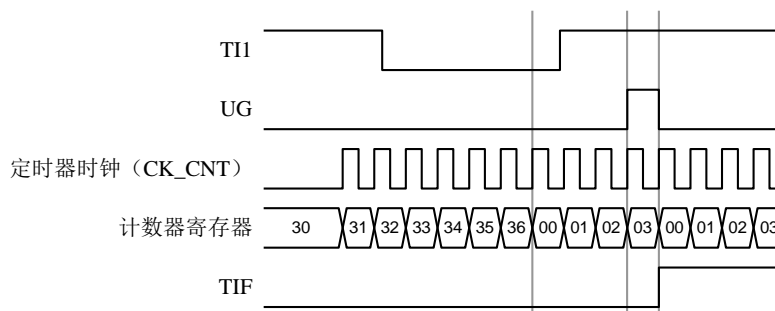 TI1
UG
定时器时钟（CK_CNT）
计数器寄存器 30 31 32 33 34 35 36 00 01 02 03 00 01 02 03
TIF